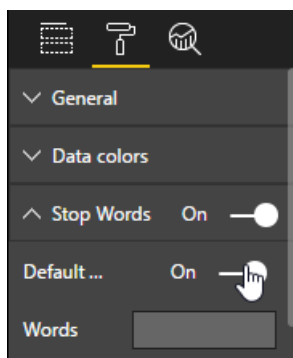 General
Data colors
Stop Words On
Default ... On
Words